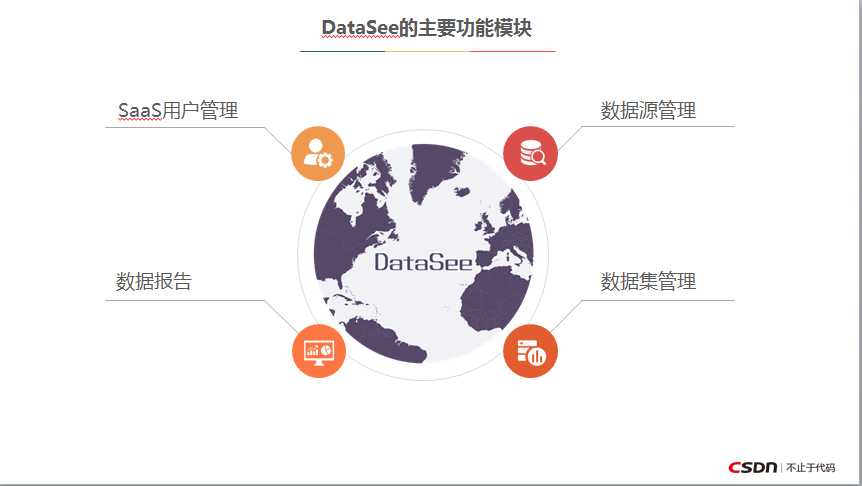 DataSee的主要功能模块
SaaS用户管理
数据源管理
DataSee
数据报告
数据集管理
CSDN | 不止于代码